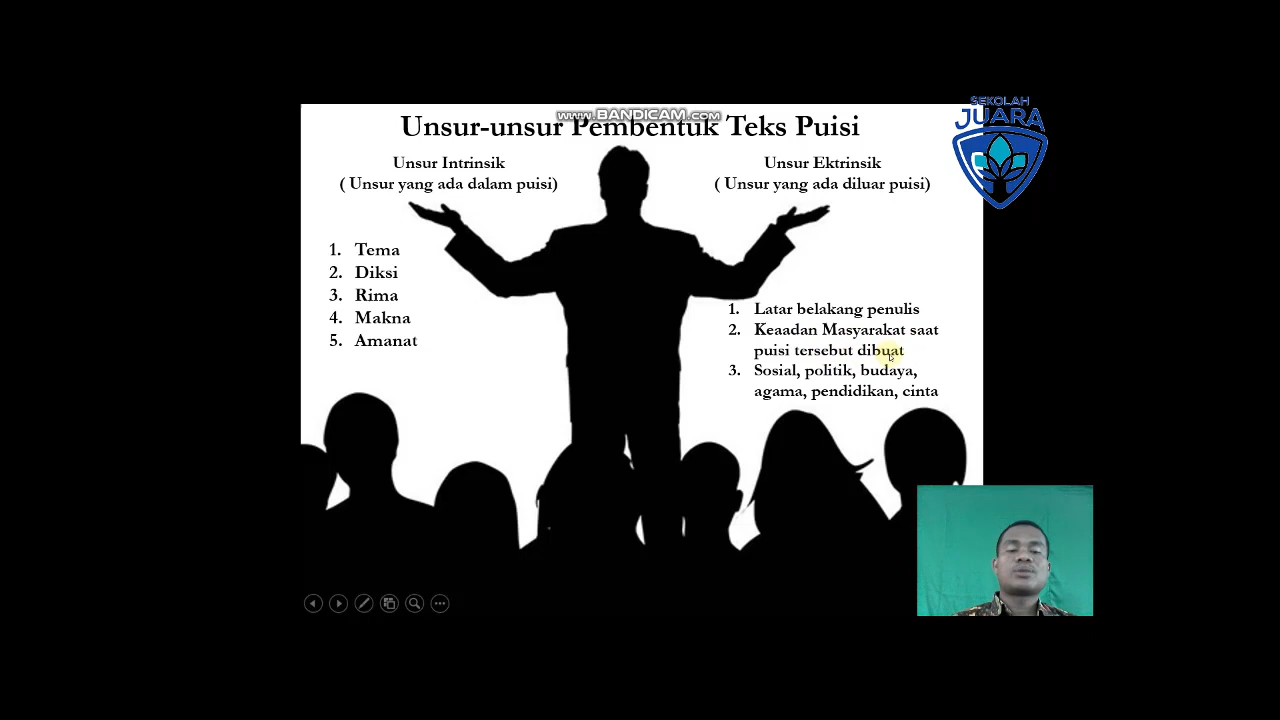 www.BANDICAM.com
Unsur-unsur Pembentuk Teks Puisi
SEKOLAH
JUARA
Unsur Intrinsik
( Unsur yang ada dalam puisi)
Unsur Ektrinsik
( Unsur yang ada diluar puisi)
1. Tema
2. Diksi
3. Rima
4. Makna
5. Amanat
1. Latar belakang penulis
2. Keaadan Masyarakat saat
puisi tersebut dibuat
3. Sosial, politik, budaya,
agama, pendidikan, cinta